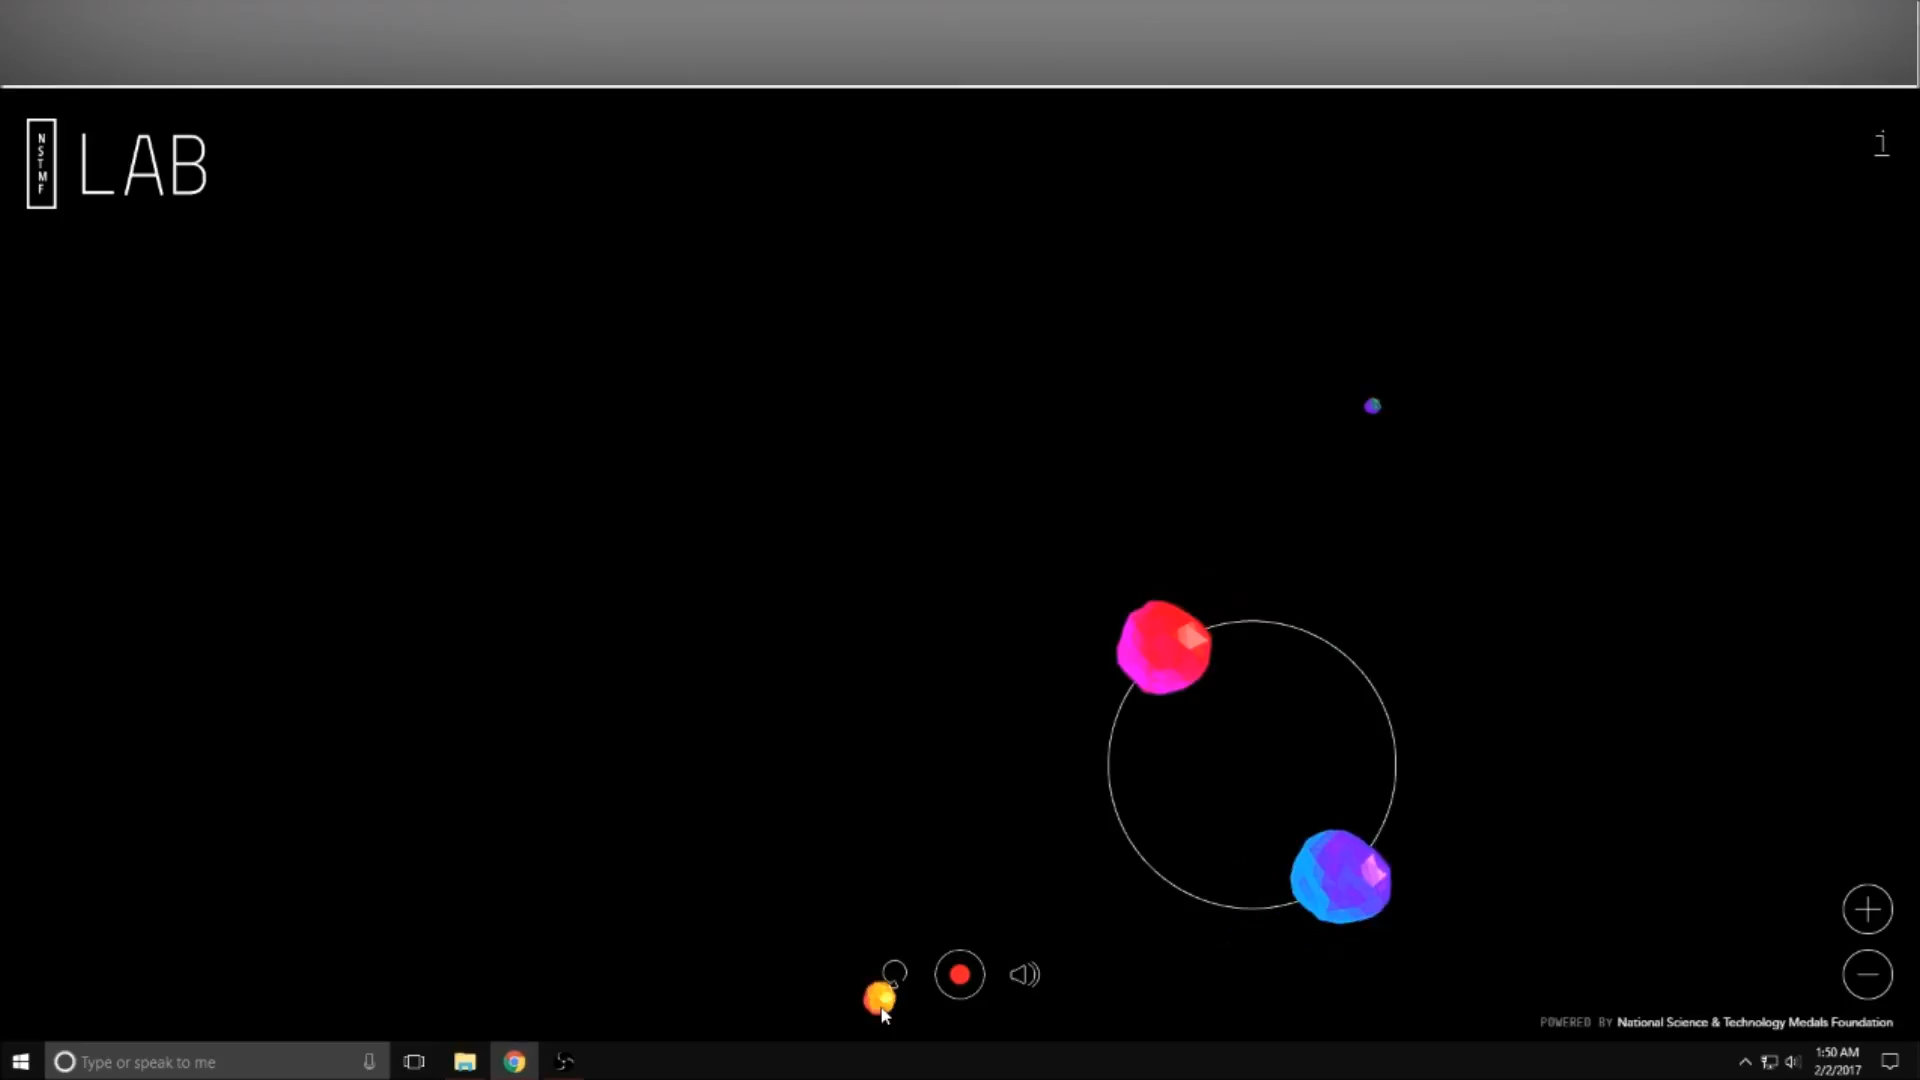 NSTMF
LAB
i
POWERED BY National Science & Technology Medals Foundation
Type or speak to me
1:50 AM
2/2/2017